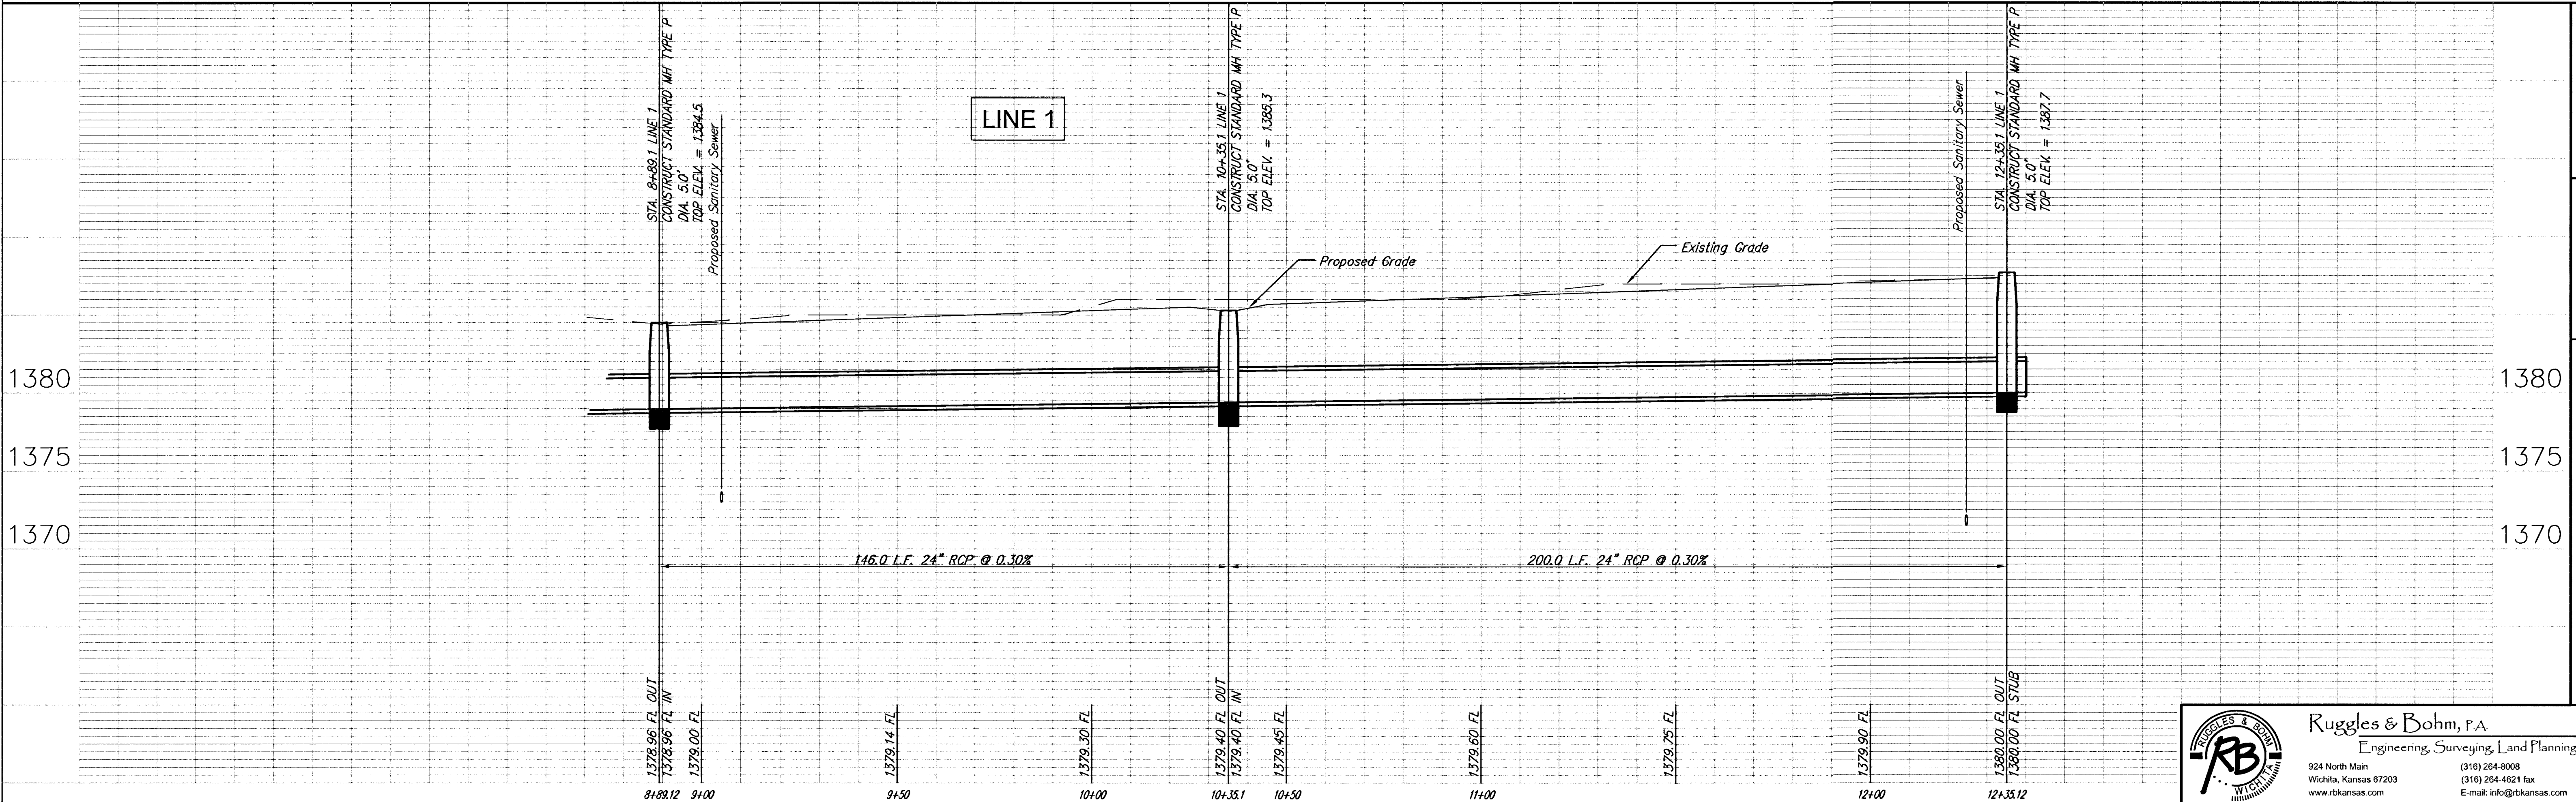 STA. 8+89.1 LINE 1
CONSTRUCT STANDARD MH TYPE P
DIA. 5.0'
TOP ELEV. = 1384.5
Proposed Sanitary Sewer
LINE 1
STA. 10+35.1 LINE 1
CONSTRUCT STANDARD MH TYPE P
DIA. 5.0'
TOP ELEV. = 1385.3
Proposed Sanitary Sewer
STA. 12+35.1 LINE 1
CONSTRUCT STANDARD MH TYPE P
DIA. 5.0'
TOP ELEV. = 1387.7
Proposed Grade
Existing Grade
1380
1380
1375
1375
1370
1370
146.0 L.F. 24" RCP @ 0.30%
200.0 L.F. 24" RCP @ 0.30%
1378.96 FL OUT
1378.96 FL IN
1379.00 FL
1379.14 FL
1379.30 FL
1379.40 FL OUT
1379.40 FL IN
1379.45 FL
1379.60 FL
1379.75 FL
1379.90 FL
1380.00 FL OUT
1380.00 FL STUB
8+89.12
9+00
9+50
10+00
10+35.1
10+50
11+00
12+00
12+35.12
RUGGLES & BOHM
RB
WICHITA
Ruggles & Bohm, P.A.
Engineering, Surveying, Land Planning
924 North Main
(316) 264-8008
Wichita, Kansas 67203
(316) 264-4621 fax
www.rbkansas.com
E-mail: info@rbkansas.com